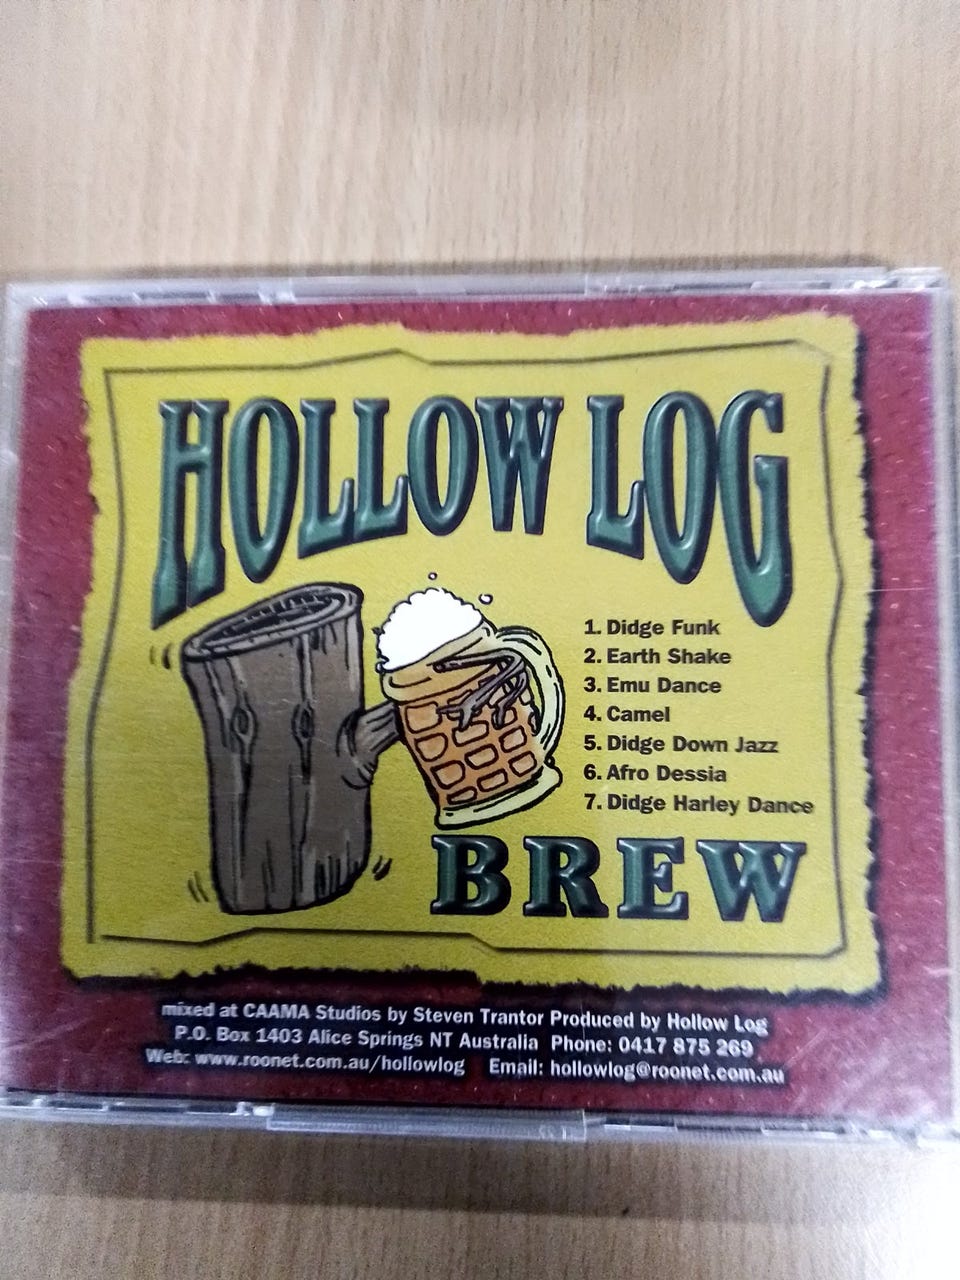 HOLLOW LOG
1. Didge Funk
2. Earth Shake
3. Emu Dance
4. Camel
5. Didge Down Jazz
6. Afro Dessia
7. Didge Harley Dance
BREW
mixed at CAAMA Studios by Steven Trantor Produced by Hollow Log
P.O. Box 1403 Alice Springs NT Australia Phone: 0417 875 269
Web: www.roonet.com.au/hollowlog Email: hollowlog@roonet.com.au